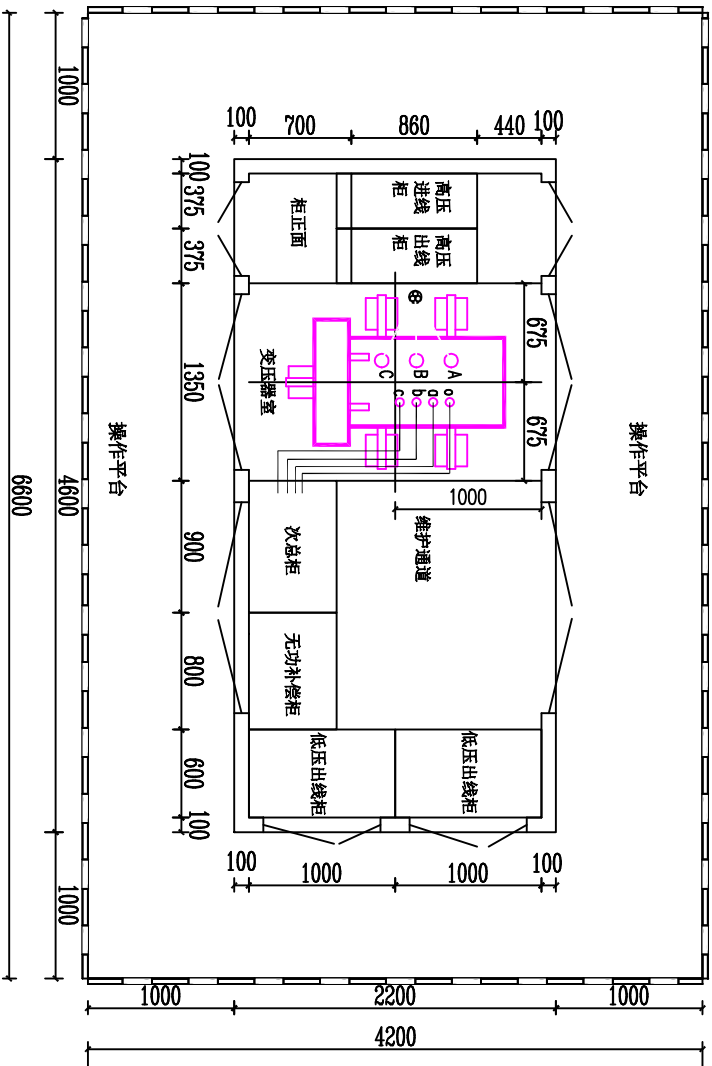 1000
100
700
860
440
100
100
375
375
1350
900
800
600
100
4600
6600
1000
柜正面
高压
进线
柜
高压
出线
柜
675
675
变压器室
A
B
C
o
a
b
c
操作平台
操作平台
1000
维护通道
次总柜
无功补偿柜
低压出线柜
低压出线柜
100
1000
1000
100
1000
2200
1000
4200